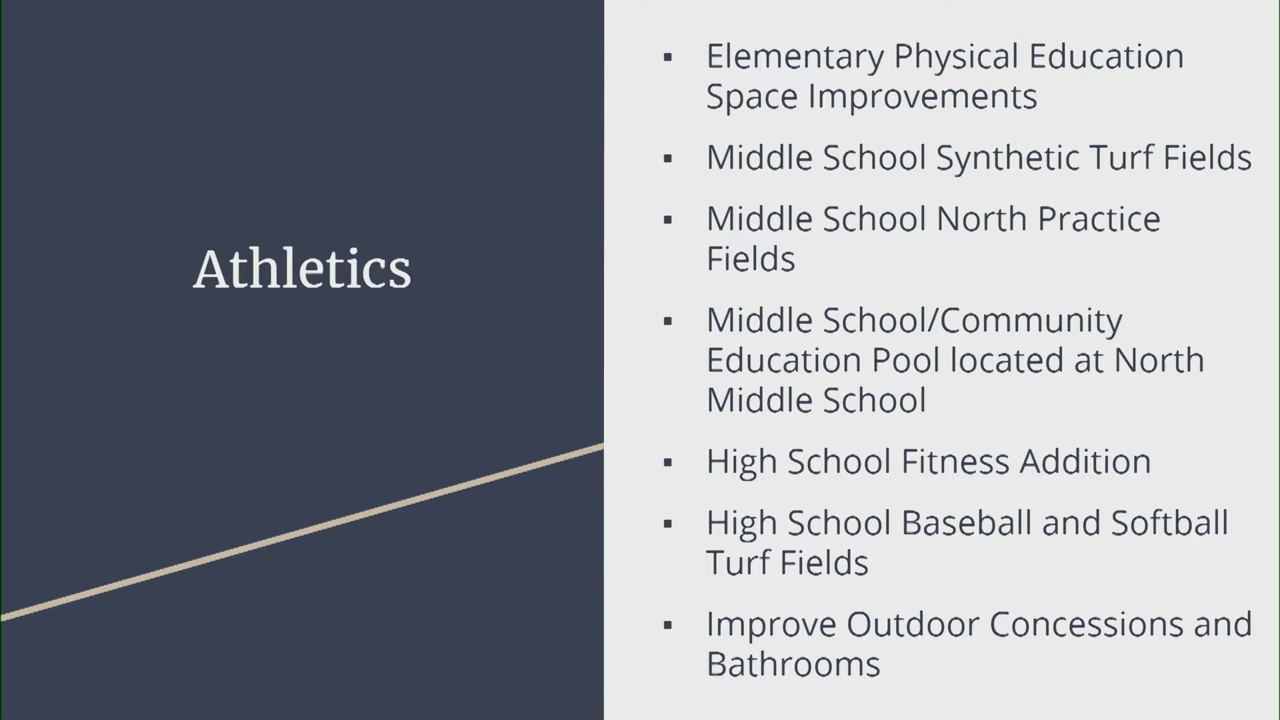 Athletics
▪ Elementary Physical Education
Space Improvements
▪ Middle School Synthetic Turf Fields
▪ Middle School North Practice
Fields
▪ Middle School/Community
Education Pool located at North
Middle School
▪ High School Fitness Addition
▪ High School Baseball and Softball
Turf Fields
▪ Improve Outdoor Concessions and
Bathrooms